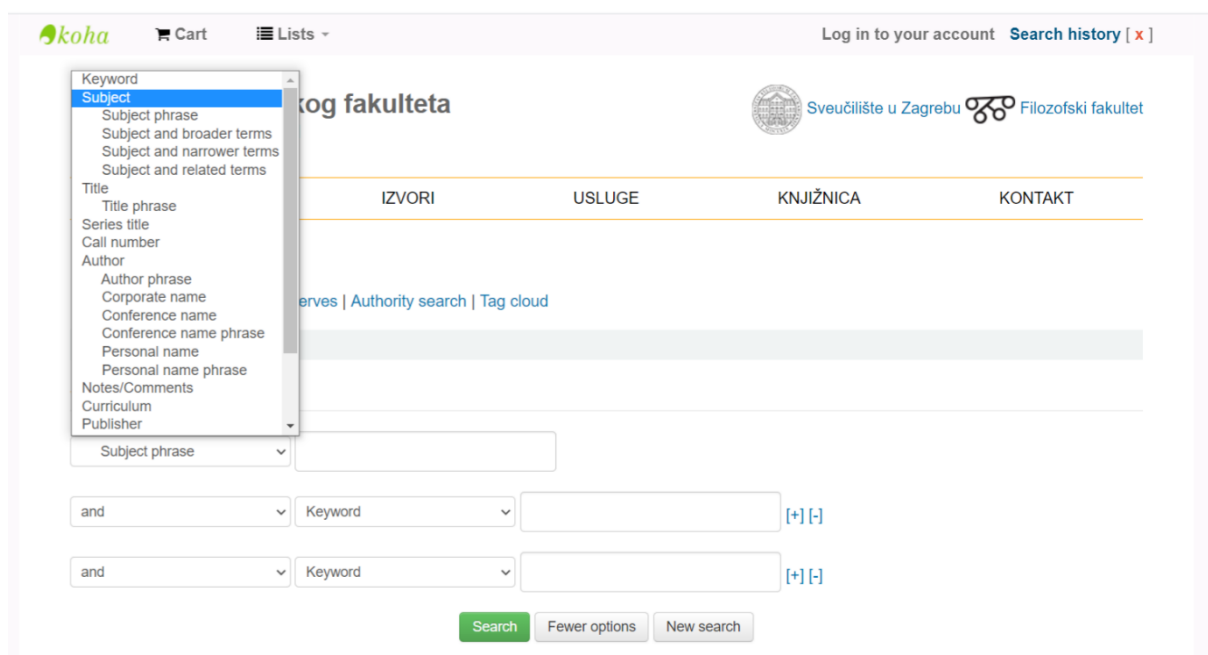 koha Cart Lists Log in to your account Search history [ x ]
Keyword
Subject
Subject phrase
Subject and broader terms
Subject and narrower terms
Subject and related terms
Title
Title phrase
Series title
Call number
Author
Author phrase
Corporate name
Conference name
Conference name phrase
Personal name
Personal name phrase
Notes/Comments
Curriculum
Publisher
kog fakulteta
Sveučilište u Zagrebu Filozofski fakultet
IZVORI USLUGE KNJIŽNICA KONTAKT
erves | Authority search | Tag cloud
Subject phrase
and Keyword [+] [-]
and Keyword [+] [-]
Search Fewer options New search